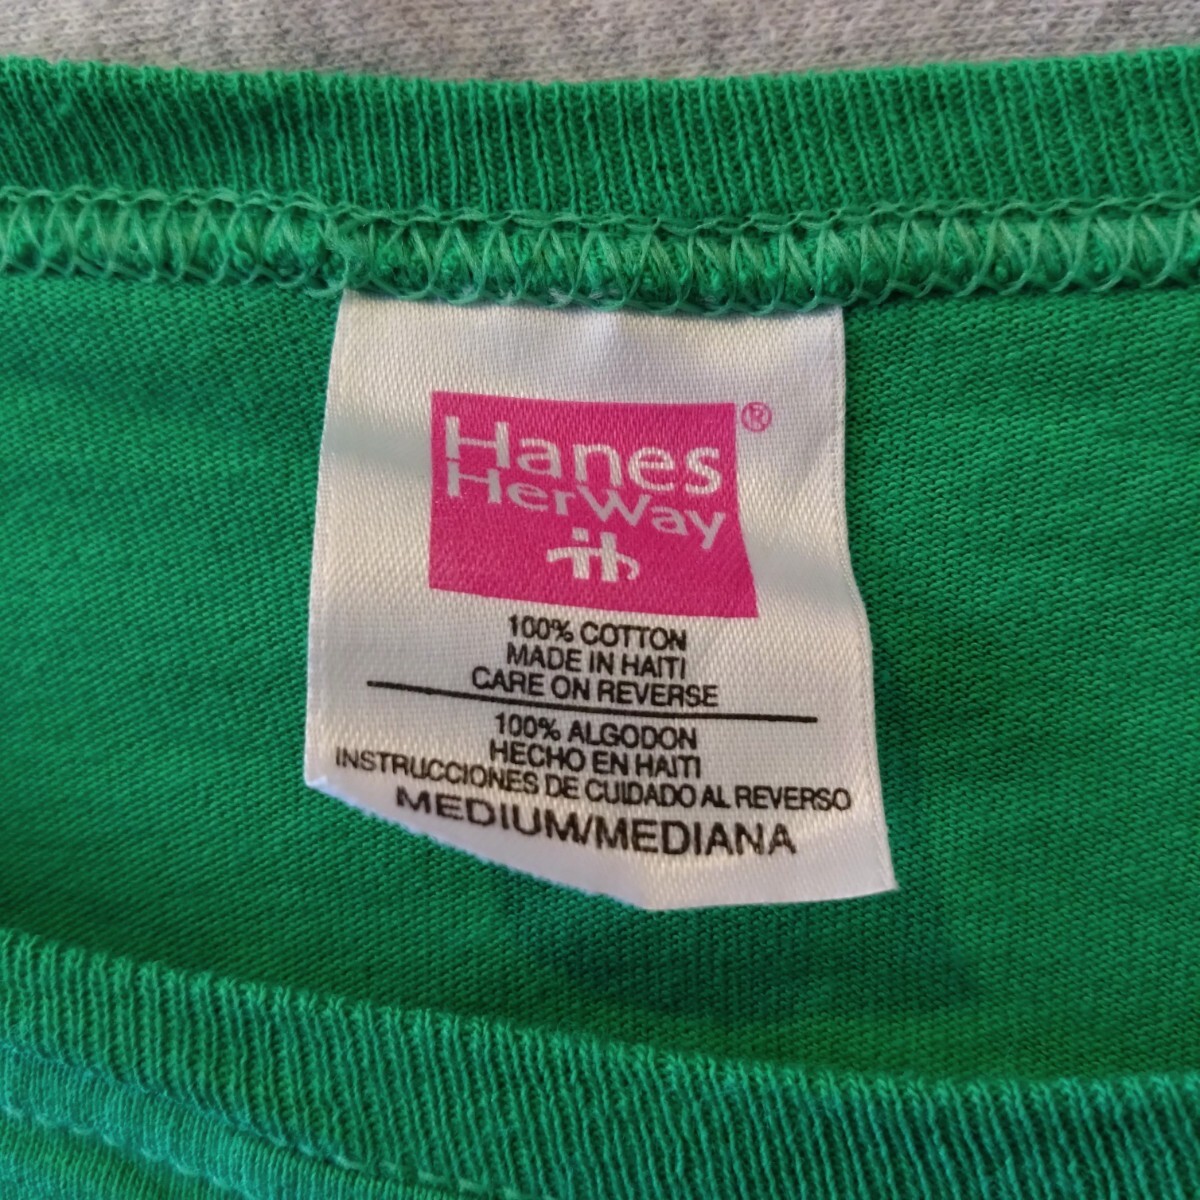 Hanes ®
HerWay
100% COTTON
MADE IN HAITI
CARE ON REVERSE
100% ALGODON
HECHO EN HAITI
INSTRUCCIONES DE CUIDADO AL REVERSO
MEDIUM/MEDIANA